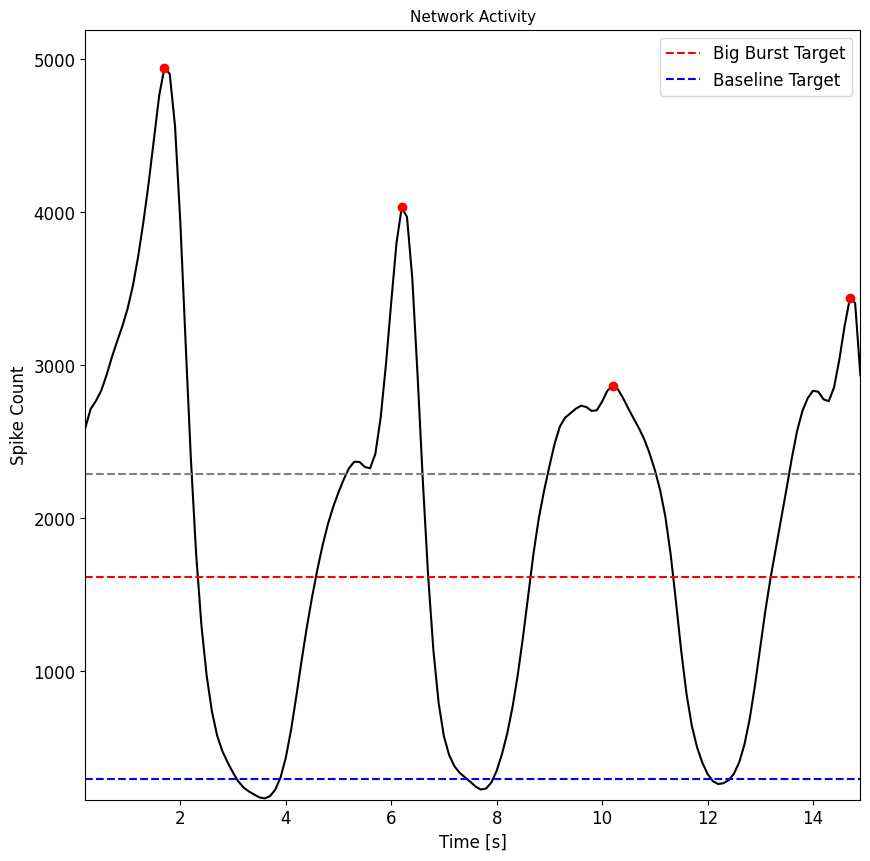 Network Activity
Big Burst Target
Baseline Target
Spike Count
5000
4000
3000
2000
1000
2
4
6
8
10
12
14
Time [s]